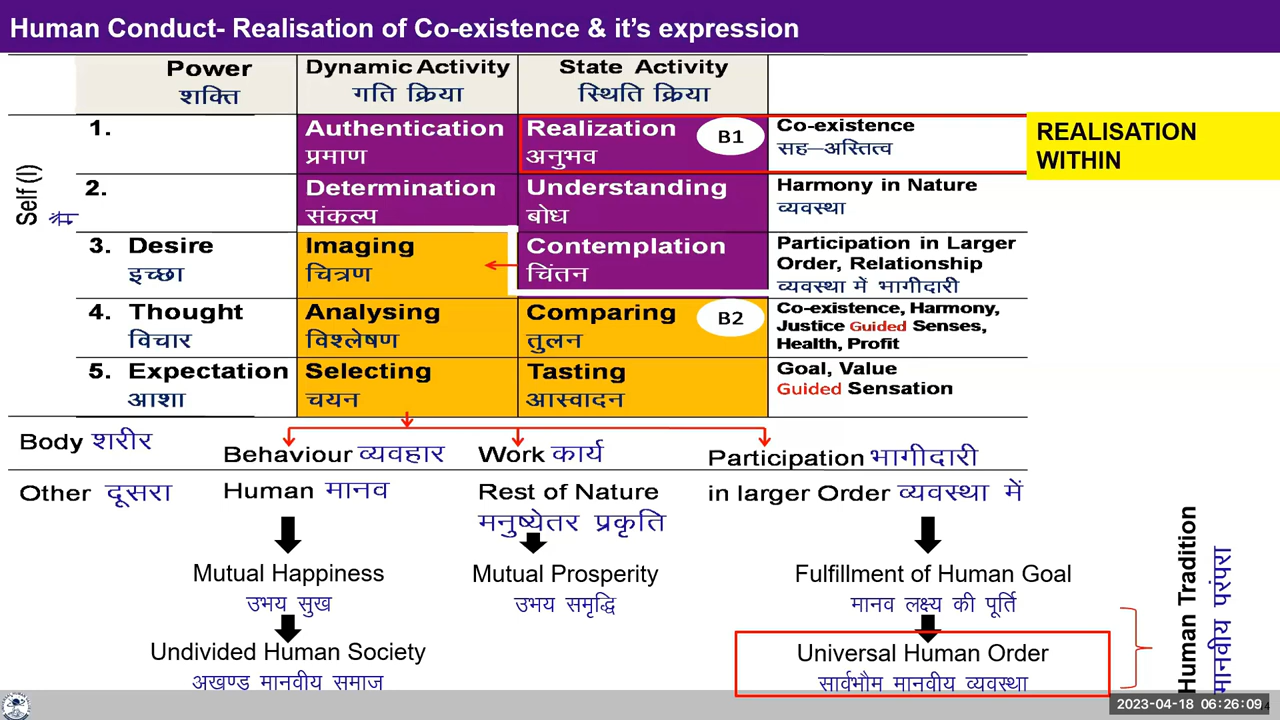 Human Conduct- Realisation of Co-existence & it's expression
Power Dynamic Activity State Activity
शक्ति गति क्रिया स्थिति क्रिया
1. Authentication Realization B1 Co-existence
प्रमाण अनुभव सह–अस्तित्व
REALISATION
WITHIN
2. Determination Understanding Harmony in Nature
संकल्प बोध व्यवस्था
Self (I)
मैं
3. Desire Imaging Contemplation Participation in Larger
Order, Relationship
इच्छा चित्रण चिंतन व्यवस्था में भागीदारी
4. Thought Analysing Comparing B2 Co-existence, Harmony,
Justice Guided Senses,
विचार विश्लेषण तुलन Health, Profit
5. Expectation Selecting Tasting Goal, Value
आशा चयन आस्वादन Guided Sensation
Body शरीर
Behaviour व्यवहार Work कार्य Participation भागीदारी
Other दूसरा Human मानव Rest of Nature in larger Order व्यवस्था में
मनुष्येतर प्रकृति
Mutual Happiness Mutual Prosperity Fulfillment of Human Goal
उभय सुख उभय समृद्धि मानव लक्ष्य की पूर्ति
Undivided Human Society Universal Human Order
अखण्ड मानवीय समाज सार्वभौम मानवीय व्यवस्था
Human Tradition
मानवीय परंपरा
2023-04-18 06:26:09